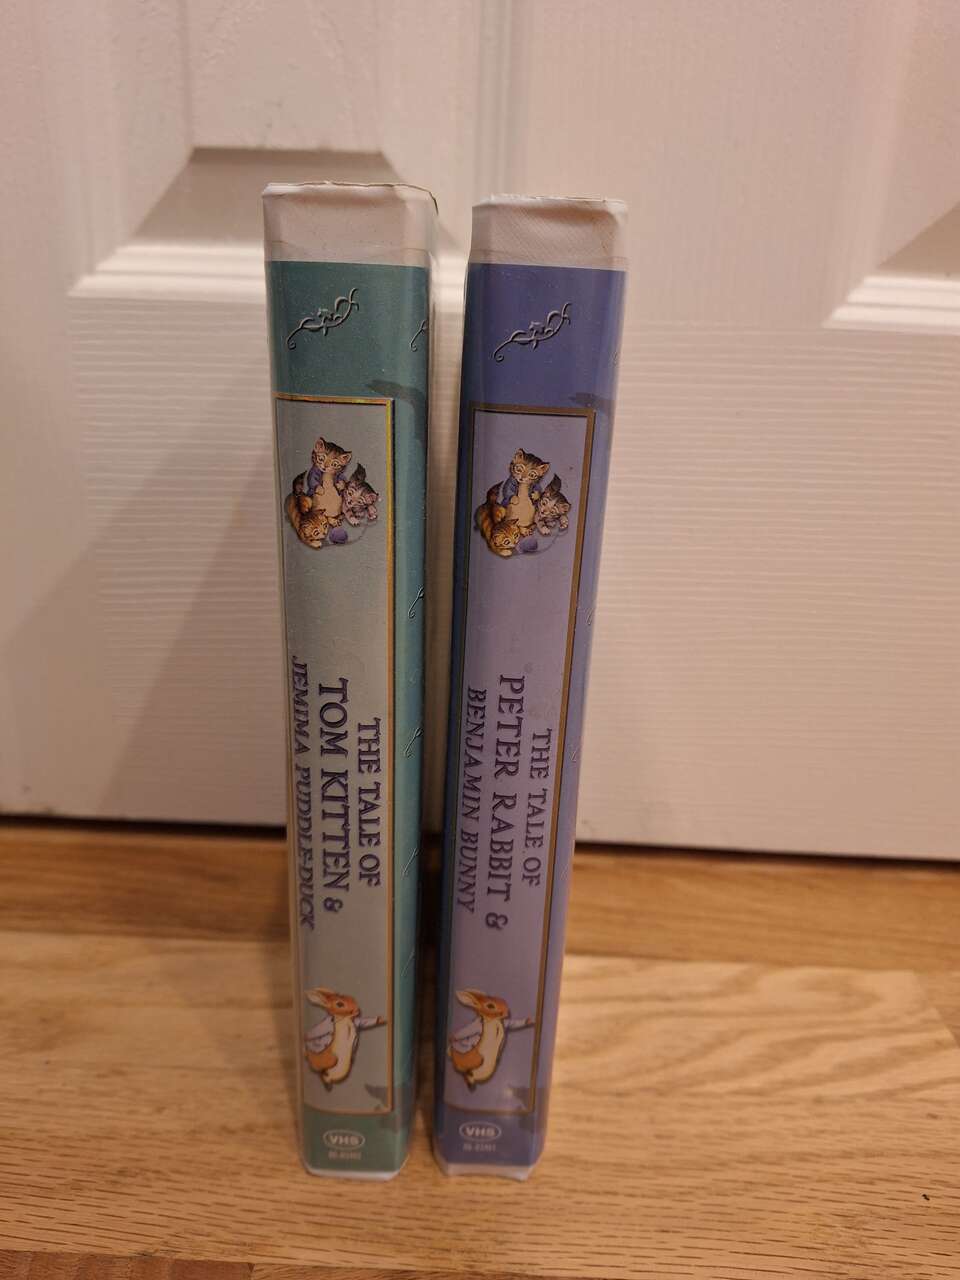 THE TALE OF
TOM KITTEN &
JEMIMA PUDDLE-DUCK
VHS
THE TALE OF
PETER RABBIT &
BENJAMIN BUNNY
VHS